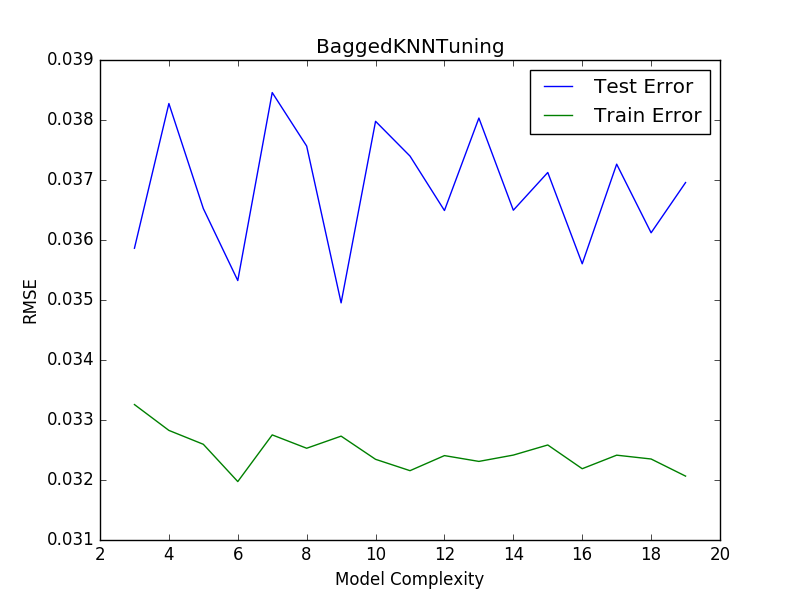 BaggedKNNTuning
0.039
0.038
0.037
0.036
0.035
0.034
0.033
0.032
0.031
RMSE
Test Error
Train Error
2 4 6 8 10 12 14 16 18 20
Model Complexity